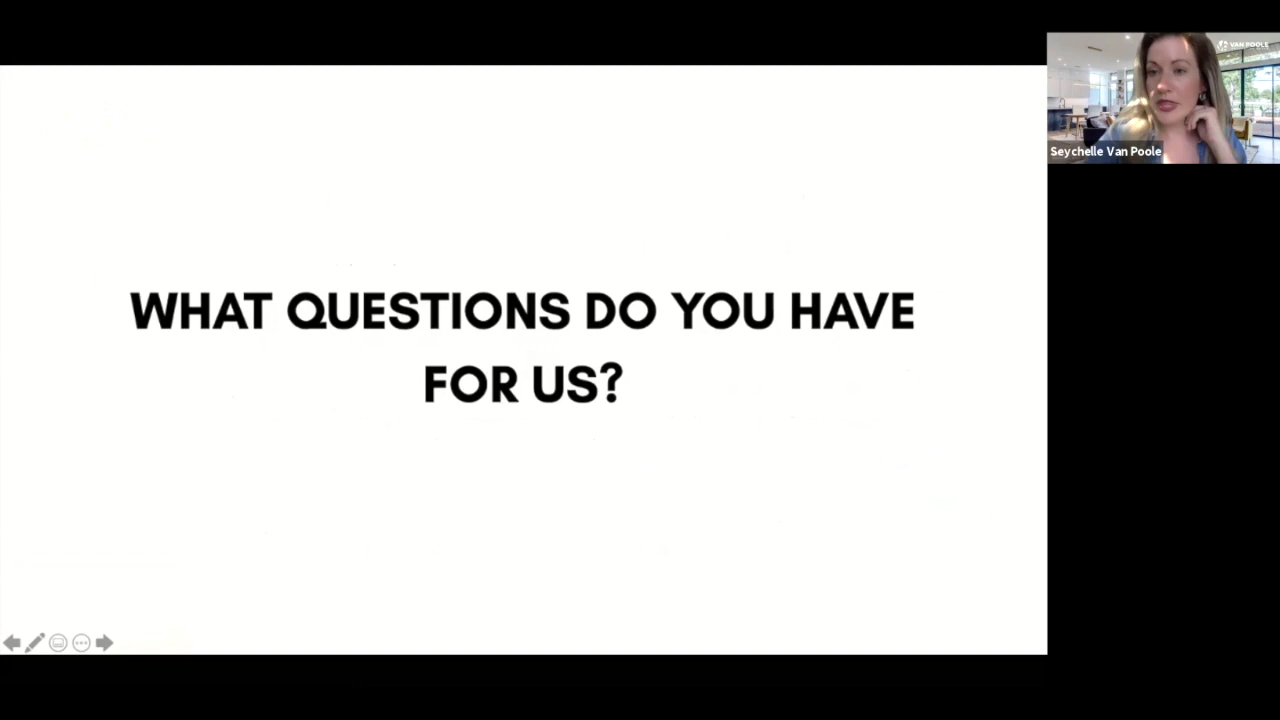 WHAT QUESTIONS DO YOU HAVE
FOR US?
VAN POOLE
Seychelle Van Poole